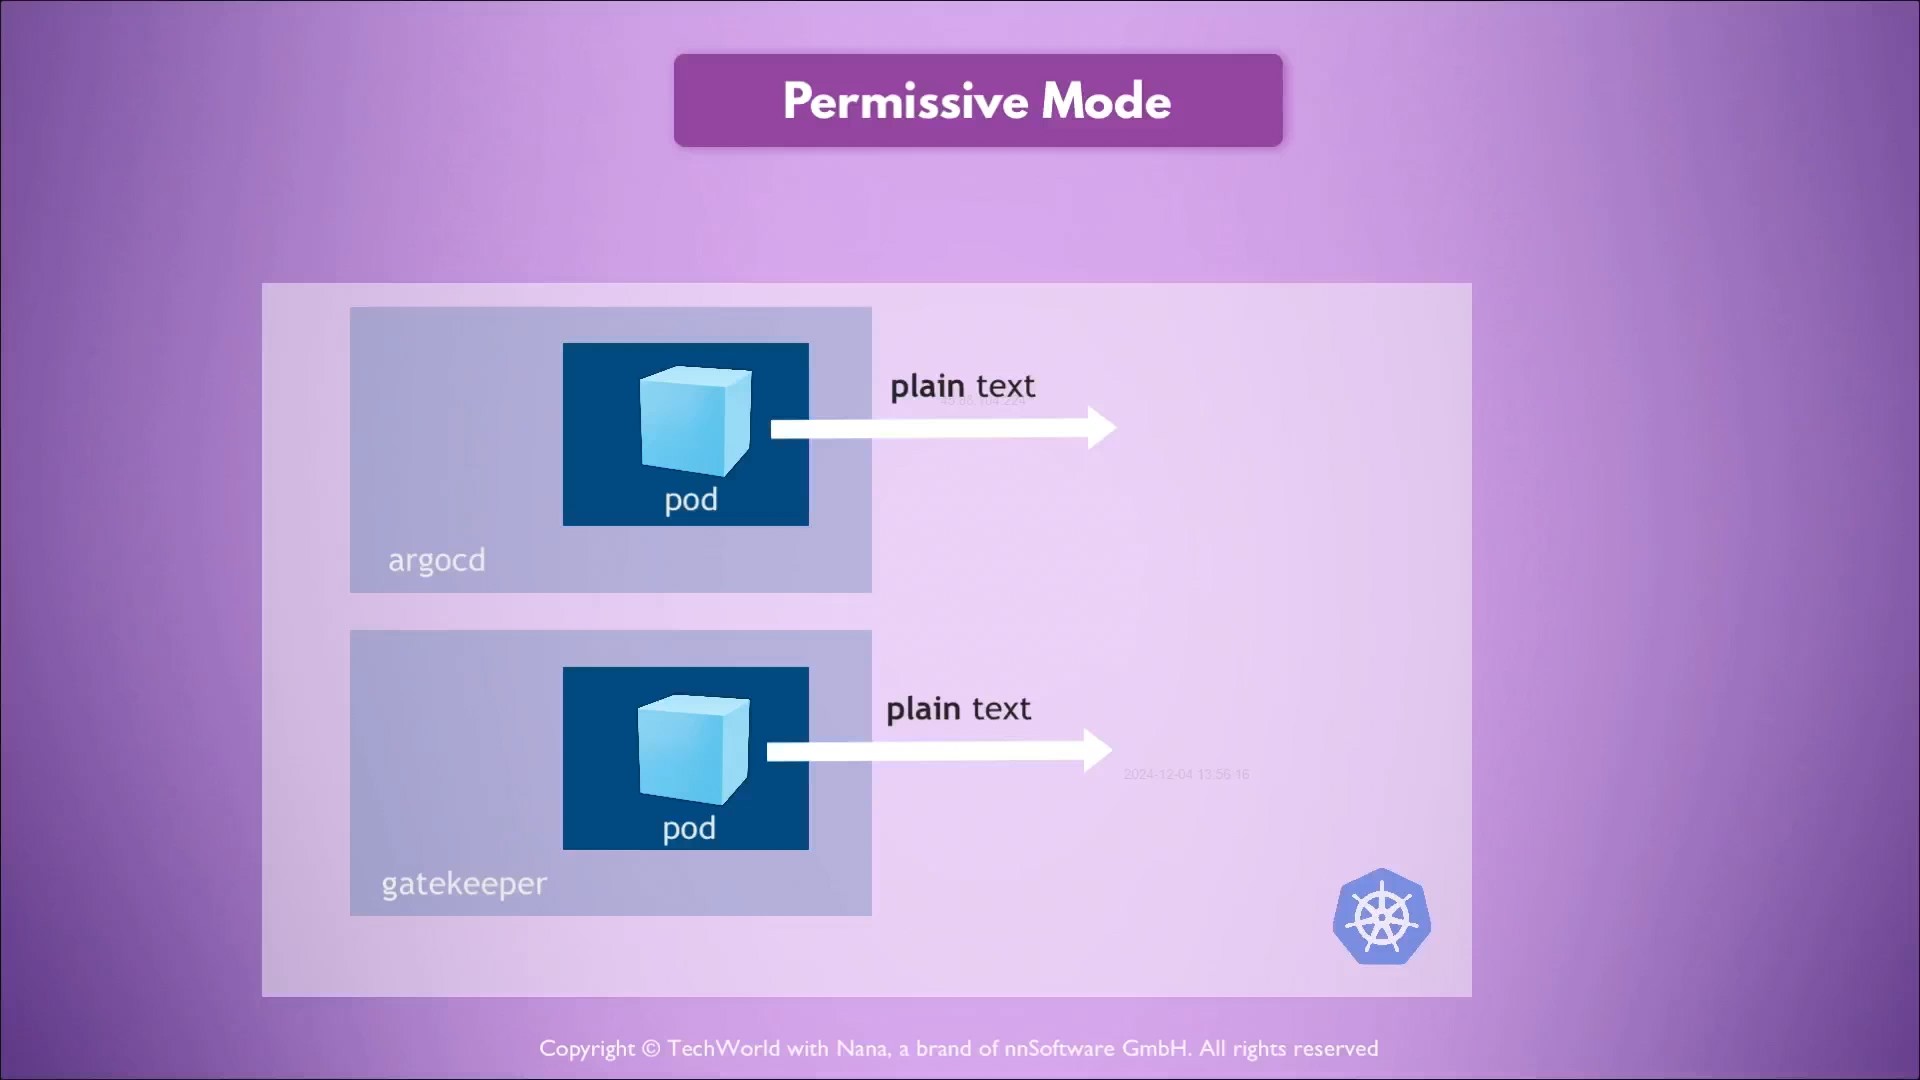 Permissive Mode
plain text
pod
argocd
plain text
2024-12-04 13:56:16
pod
gatekeeper
Copyright © TechWorld with Nana, a brand of nnSoftware GmbH. All rights reserved